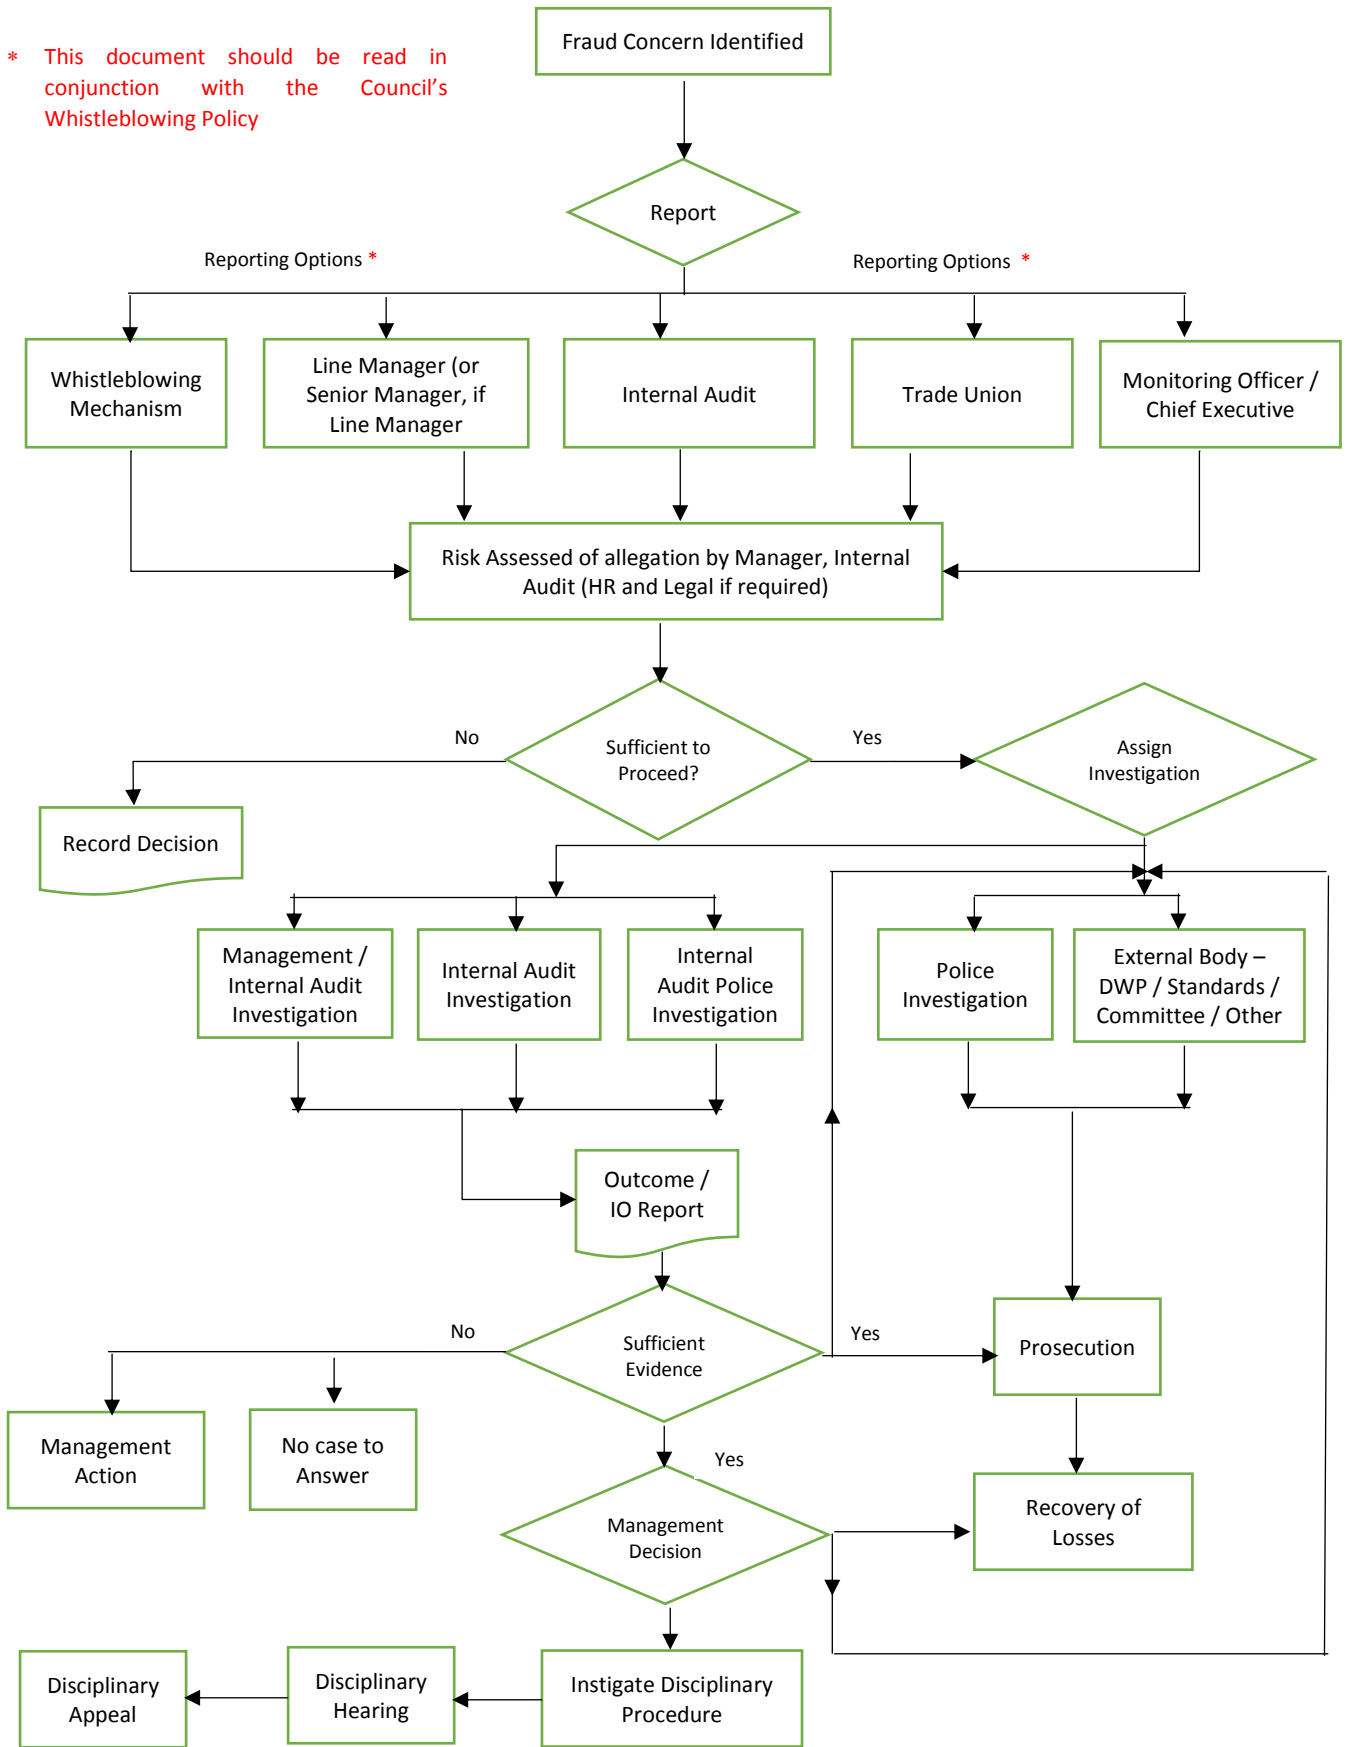 Fraud Concern Identified
* This document should be read in
conjunction with the Council's
Whistleblowing Policy
Report
Reporting Options *
Reporting Options *
Whistleblowing
Mechanism
Line Manager (or
Senior Manager, if
Line Manager
Internal Audit
Trade Union
Monitoring Officer /
Chief Executive
Risk Assessed of allegation by Manager, Internal
Audit (HR and Legal if required)
No
Sufficient to
Proceed?
Yes
Assign
Investigation
Record Decision
Management /
Internal Audit
Investigation
Internal Audit
Investigation
Internal
Audit Police
Investigation
Police
Investigation
External Body –
DWP / Standards /
Committee / Other
Outcome /
IO Report
No
Sufficient
Evidence
Yes
Prosecution
Management
Action
No case to
Answer
Yes
Management
Decision
Recovery of
Losses
Disciplinary
Appeal
Disciplinary
Hearing
Instigate Disciplinary
Procedure